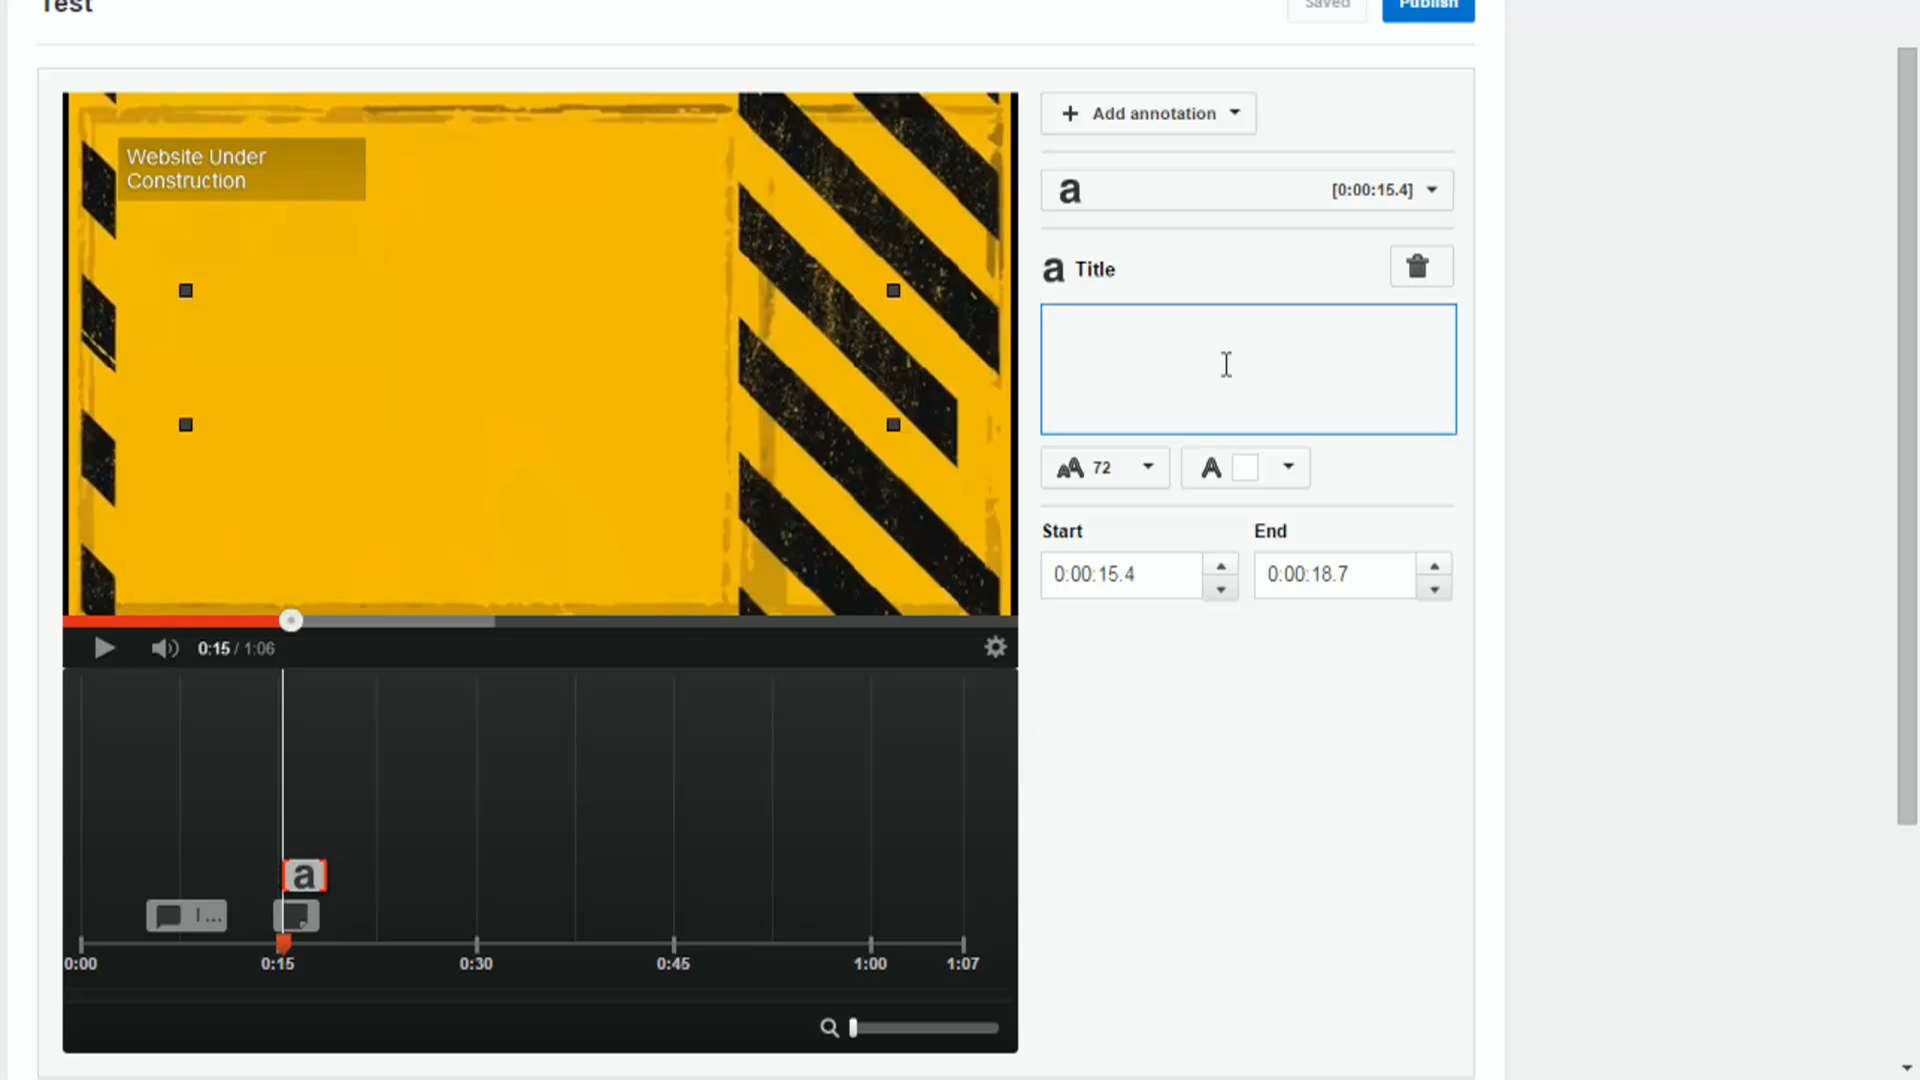 Test
Saved
Publish
Website Under
Construction
Add annotation
a
[0:00:15.4]
a Title
72
A
Start
End
0:00:15.4
0:00:18.7
0:15 / 1:06
a
I ...
0:00
0:15
0:30
0:45
1:00
1:07